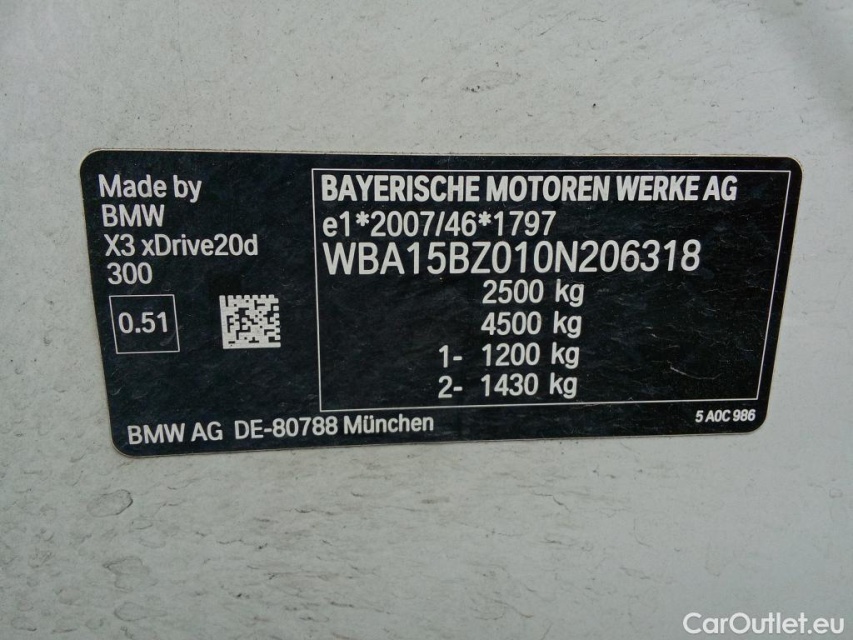 Made by
BMW
X3 xDrive20d
300
0.51
BAYERISCHE MOTOREN WERKE AG
e1*2007/46*1797
WBA15BZ010N206318
2500 kg
4500 kg
1- 1200 kg
2- 1430 kg
BMW AG DE-80788 München
5 A0C 986
CarOutlet.eu